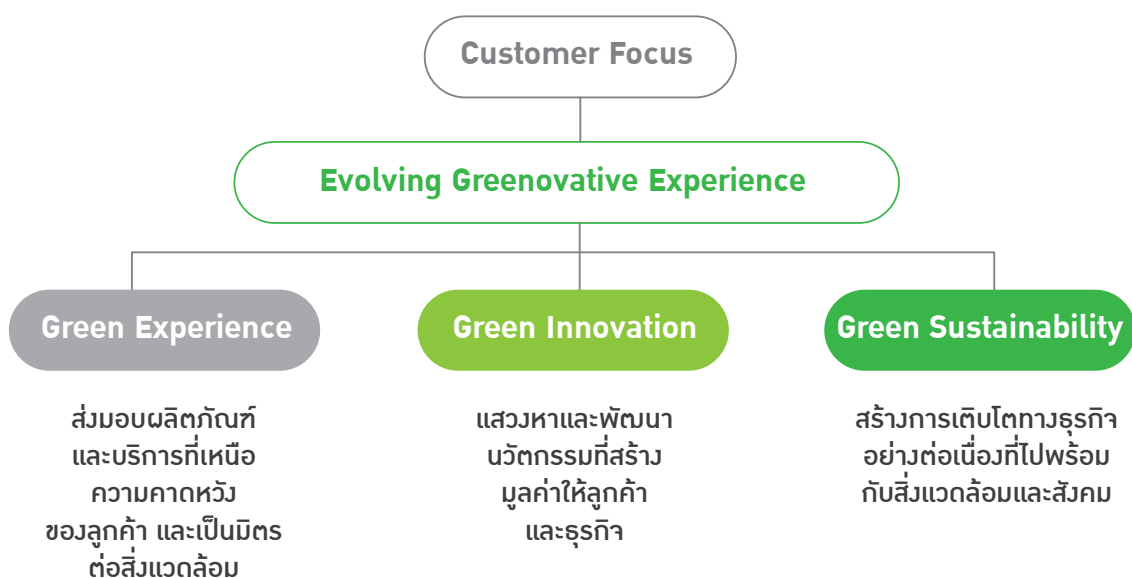 Customer Focus
Evolving Greenovative Experience
Green Experience
ส่งมอบผลิตภัณฑ์
และบริการที่เหนือ
ความคาดหวัง
ของลูกค้า และเป็นมิตร
ต่อสิ่งแวดล้อม
Green Innovation
แสวงหาและพัฒนา
นวัตกรรมที่สร้าง
มูลค่าให้ลูกค้า
และธุรกิจ
Green Sustainability
สร้างการเติบโตทางธุรกิจ
อย่างต่อเนื่องที่ไปพร้อม
กับสิ่งแวดล้อมและสังคม